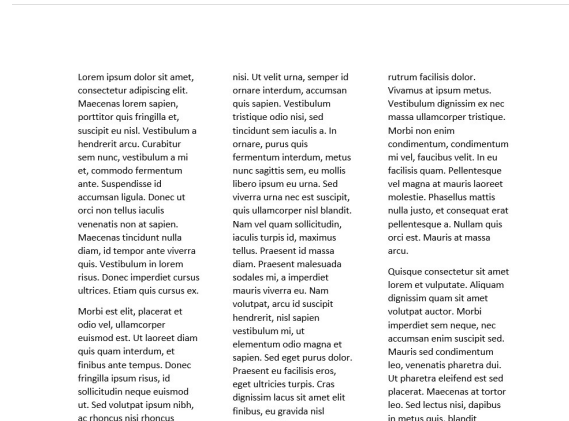 Lorem ipsum dolor sit amet,
consectetur adipiscing elit.
Maecenas lorem sapien,
porttitor quis fringilla et,
suscipit eu nisl. Vestibulum a
hendrerit arcu. Curabitur
sem nunc, vestibulum a mi
et, commodo fermentum
ante. Suspendisse id
accumsan ligula. Donec ut
orci non tellus iaculis
venenatis non at sapien.
Maecenas tincidunt nulla
diam, id tempor ante viverra
quis. Vestibulum in lorem
risus. Donec imperdiet cursus
ultrices. Etiam quis cursus ex.
Morbi est elit, placerat et
odio vel, ullamcorper
euismod est. Ut laoreet diam
quis quam interdum, et
finibus ante tempus. Donec
fringilla ipsum risus, id
sollicitudin neque euismod
ut. Sed volutpat ipsum nibh,
ac rhoncus nisi rhoncus
nisi. Ut velit urna, semper id
ornare interdum, accumsan
quis sapien. Vestibulum
tristique odio nisi, sed
tincidunt sem iaculis a. In
ornare, purus quis
fermentum interdum, metus
nunc sagittis sem, eu mollis
libero ipsum eu urna. Sed
viverra urna nec est suscipit,
quis ullamcorper nisl blandit.
Nam vel quam sollicitudin,
iaculis turpis id, maximus
tellus. Praesent id massa
diam. Praesent malesuada
sodales mi, a imperdiet
mauris viverra eu. Nam
volutpat, arcu id suscipit
hendrerit, nisl sapien
vestibulum mi, ut
elementum odio magna et
sapien. Sed eget purus dolor.
Praesent eu facilisis eros,
eget ultricies turpis. Cras
dignissim lacus sit amet elit
finibus, eu gravida nisl
rutrum facilisis dolor.
Vivamus at ipsum metus.
Vestibulum dignissim ex nec
massa ullamcorper tristique.
Morbi non enim
condimentum, condimentum
mi vel, faucibus velit. In eu
facilisis quam. Pellentesque
vel magna at mauris laoreet
molestie. Phasellus mattis
nulla justo, et consequat erat
pellentesque a. Nullam quis
orci est. Mauris at massa
arcu.
Quisque consectetur sit amet
lorem et vulputate. Aliquam
dignissim quam sit amet
volutpat auctor. Morbi
imperdiet sem neque, nec
accumsan enim suscipit sed.
Mauris sed condimentum
leo, venenatis pharetra dui.
Ut pharetra eleifend est sed
placerat. Maecenas at tortor
leo. Sed lectus nisi, dapibus
in metus quis, blandit